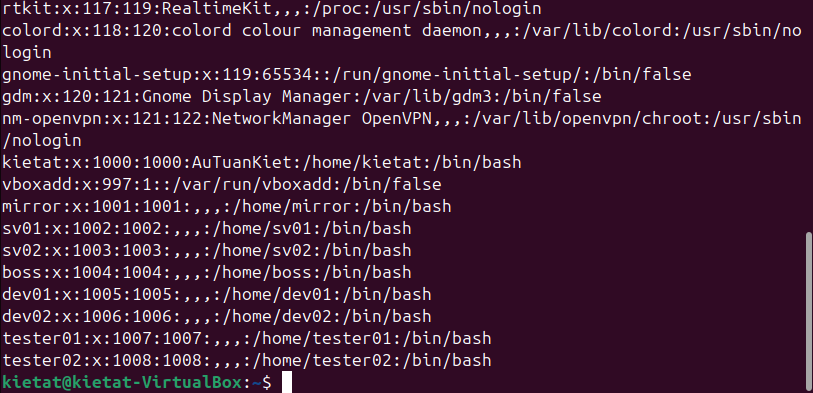 rtkit:x:117:119:RealtimeKit,,,:/proc:/usr/sbin/nologin
colord:x:118:120:colord colour management daemon,,,:/var/lib/colord:/usr/sbin/no
login
gnome-initial-setup:x:119:65534::/run/gnome-initial-setup/:/bin/false
gdm:x:120:121:Gnome Display Manager:/var/lib/gdm3:/bin/false
nm-openvpn:x:121:122:NetworkManager OpenVPN,,,:/var/lib/openvpn/chroot:/usr/sbin
/nologin
kietat:x:1000:1000:AuTuanKiet:/home/kietat:/bin/bash
vboxadd:x:997:1::/var/run/vboxadd:/bin/false
mirror:x:1001:1001:,,,:/home/mirror:/bin/bash
sv01:x:1002:1002:,,,:/home/sv01:/bin/bash
sv02:x:1003:1003:,,,:/home/sv02:/bin/bash
boss:x:1004:1004:,,,:/home/boss:/bin/bash
dev01:x:1005:1005:,,,:/home/dev01:/bin/bash
dev02:x:1006:1006:,,,:/home/dev02:/bin/bash
tester01:x:1007:1007:,,,:/home/tester01:/bin/bash
tester02:x:1008:1008:,,,:/home/tester02:/bin/bash
kietat@kietat-VirtualBox:~$